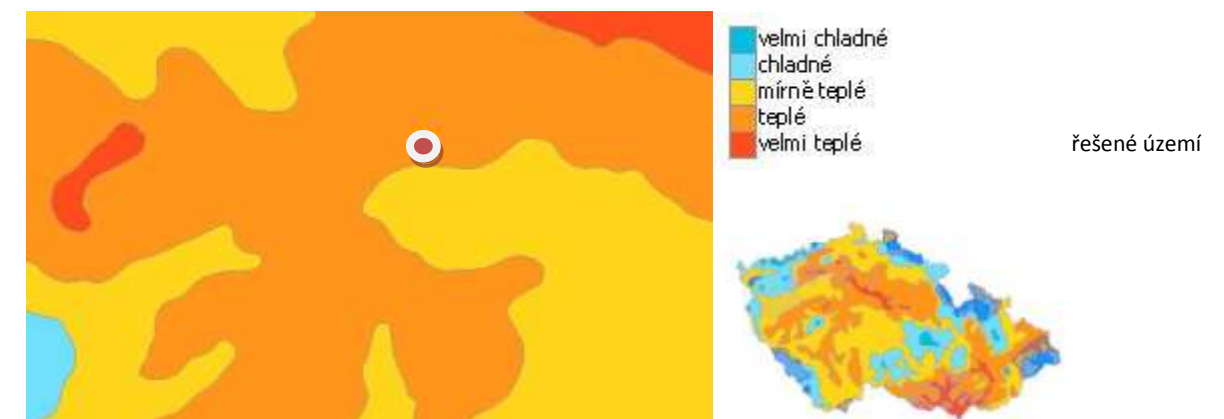 velmi chladné
chladné
mírně teplé
teplé
velmi teplé
řešené území